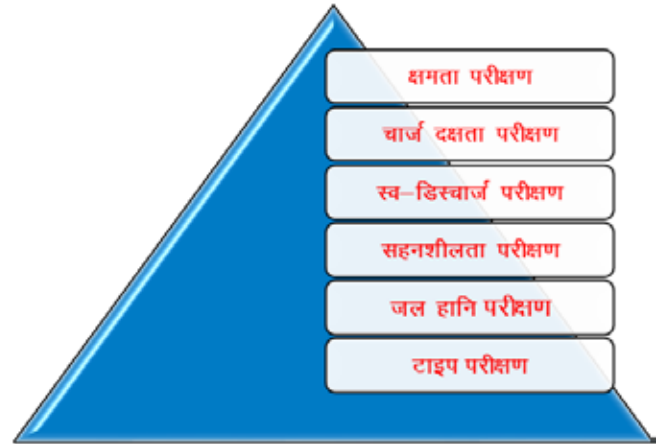 क्षमता परीक्षण
चार्ज दक्षता परीक्षण
स्व–डिस्चार्ज परीक्षण
सहनशीलता परीक्षण
जल हानि परीक्षण
टाइप परीक्षण